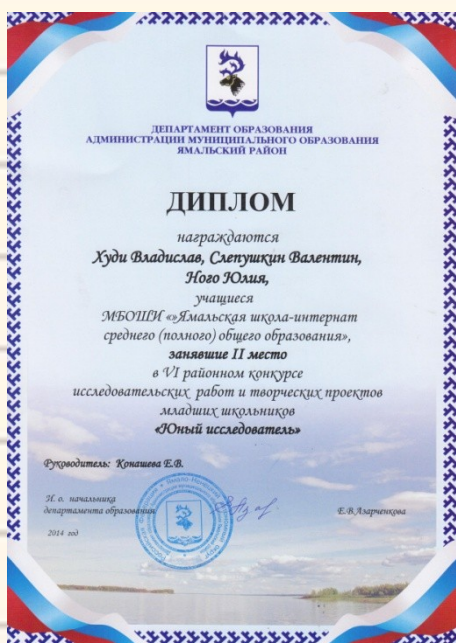 ДЕПАРТАМЕНТ ОБРАЗОВАНИЯ
АДМИНИСТРАЦИИ МУНИЦИПАЛЬНОГО ОБРАЗОВАНИЯ
ЯМАЛЬСКИЙ РАЙОН
ДИПЛОМ
награждаются
Худи Владислав, Слепушкин Валентин,
Ного Юлия,
учащиеся
МБОШИ «»Ямальская школа-интернат
среднего (полного) общего образования»,
занявшие II место
в VI районном конкурсе
исследовательских работ и творческих проектов
младших школьников
«Юный исследователь»
Руководитель: Конашева Е.В.
И. о. начальника
департамента образования
Е.В.Азарченкова
2014 год